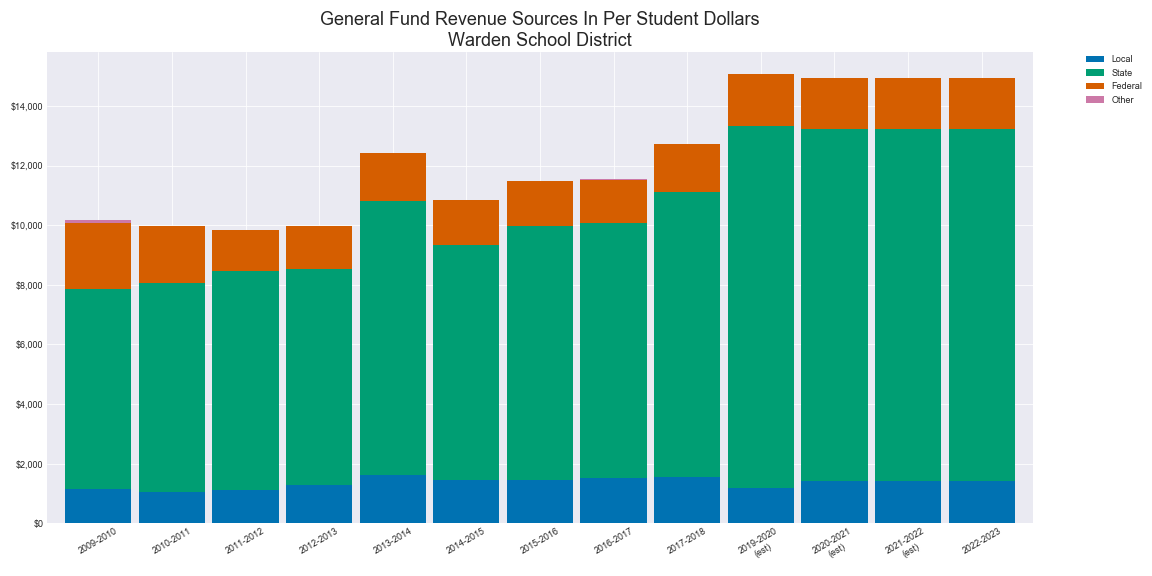 General Fund Revenue Sources In Per Student Dollars
Warden School District
Local
State
Federal
Other
$14,000
$12,000
$10,000
$8,000
$6,000
$4,000
$2,000
$0
2009-2010
2010-2011
2011-2012
2012-2013
2013-2014
2014-2015
2015-2016
2016-2017
2017-2018
2019-2020
(est)
2020-2021
(est)
2021-2022
(est)
2022-2023